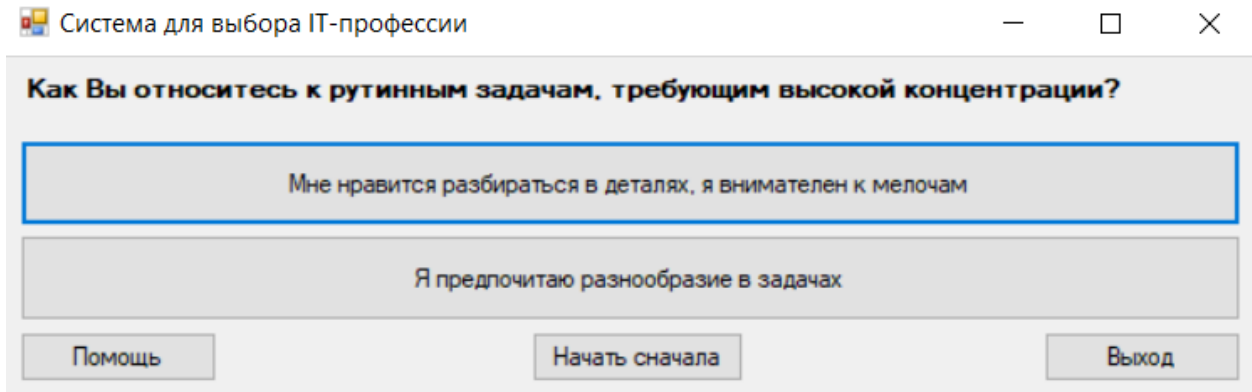 Система для выбора IT-профессии
Как Вы относитесь к рутинным задачам, требующим высокой концентрации?
Мне нравится разбираться в деталях, я внимателен к мелочам
Я предпочитаю разнообразие в задачах
Помощь
Начать сначала
Выход